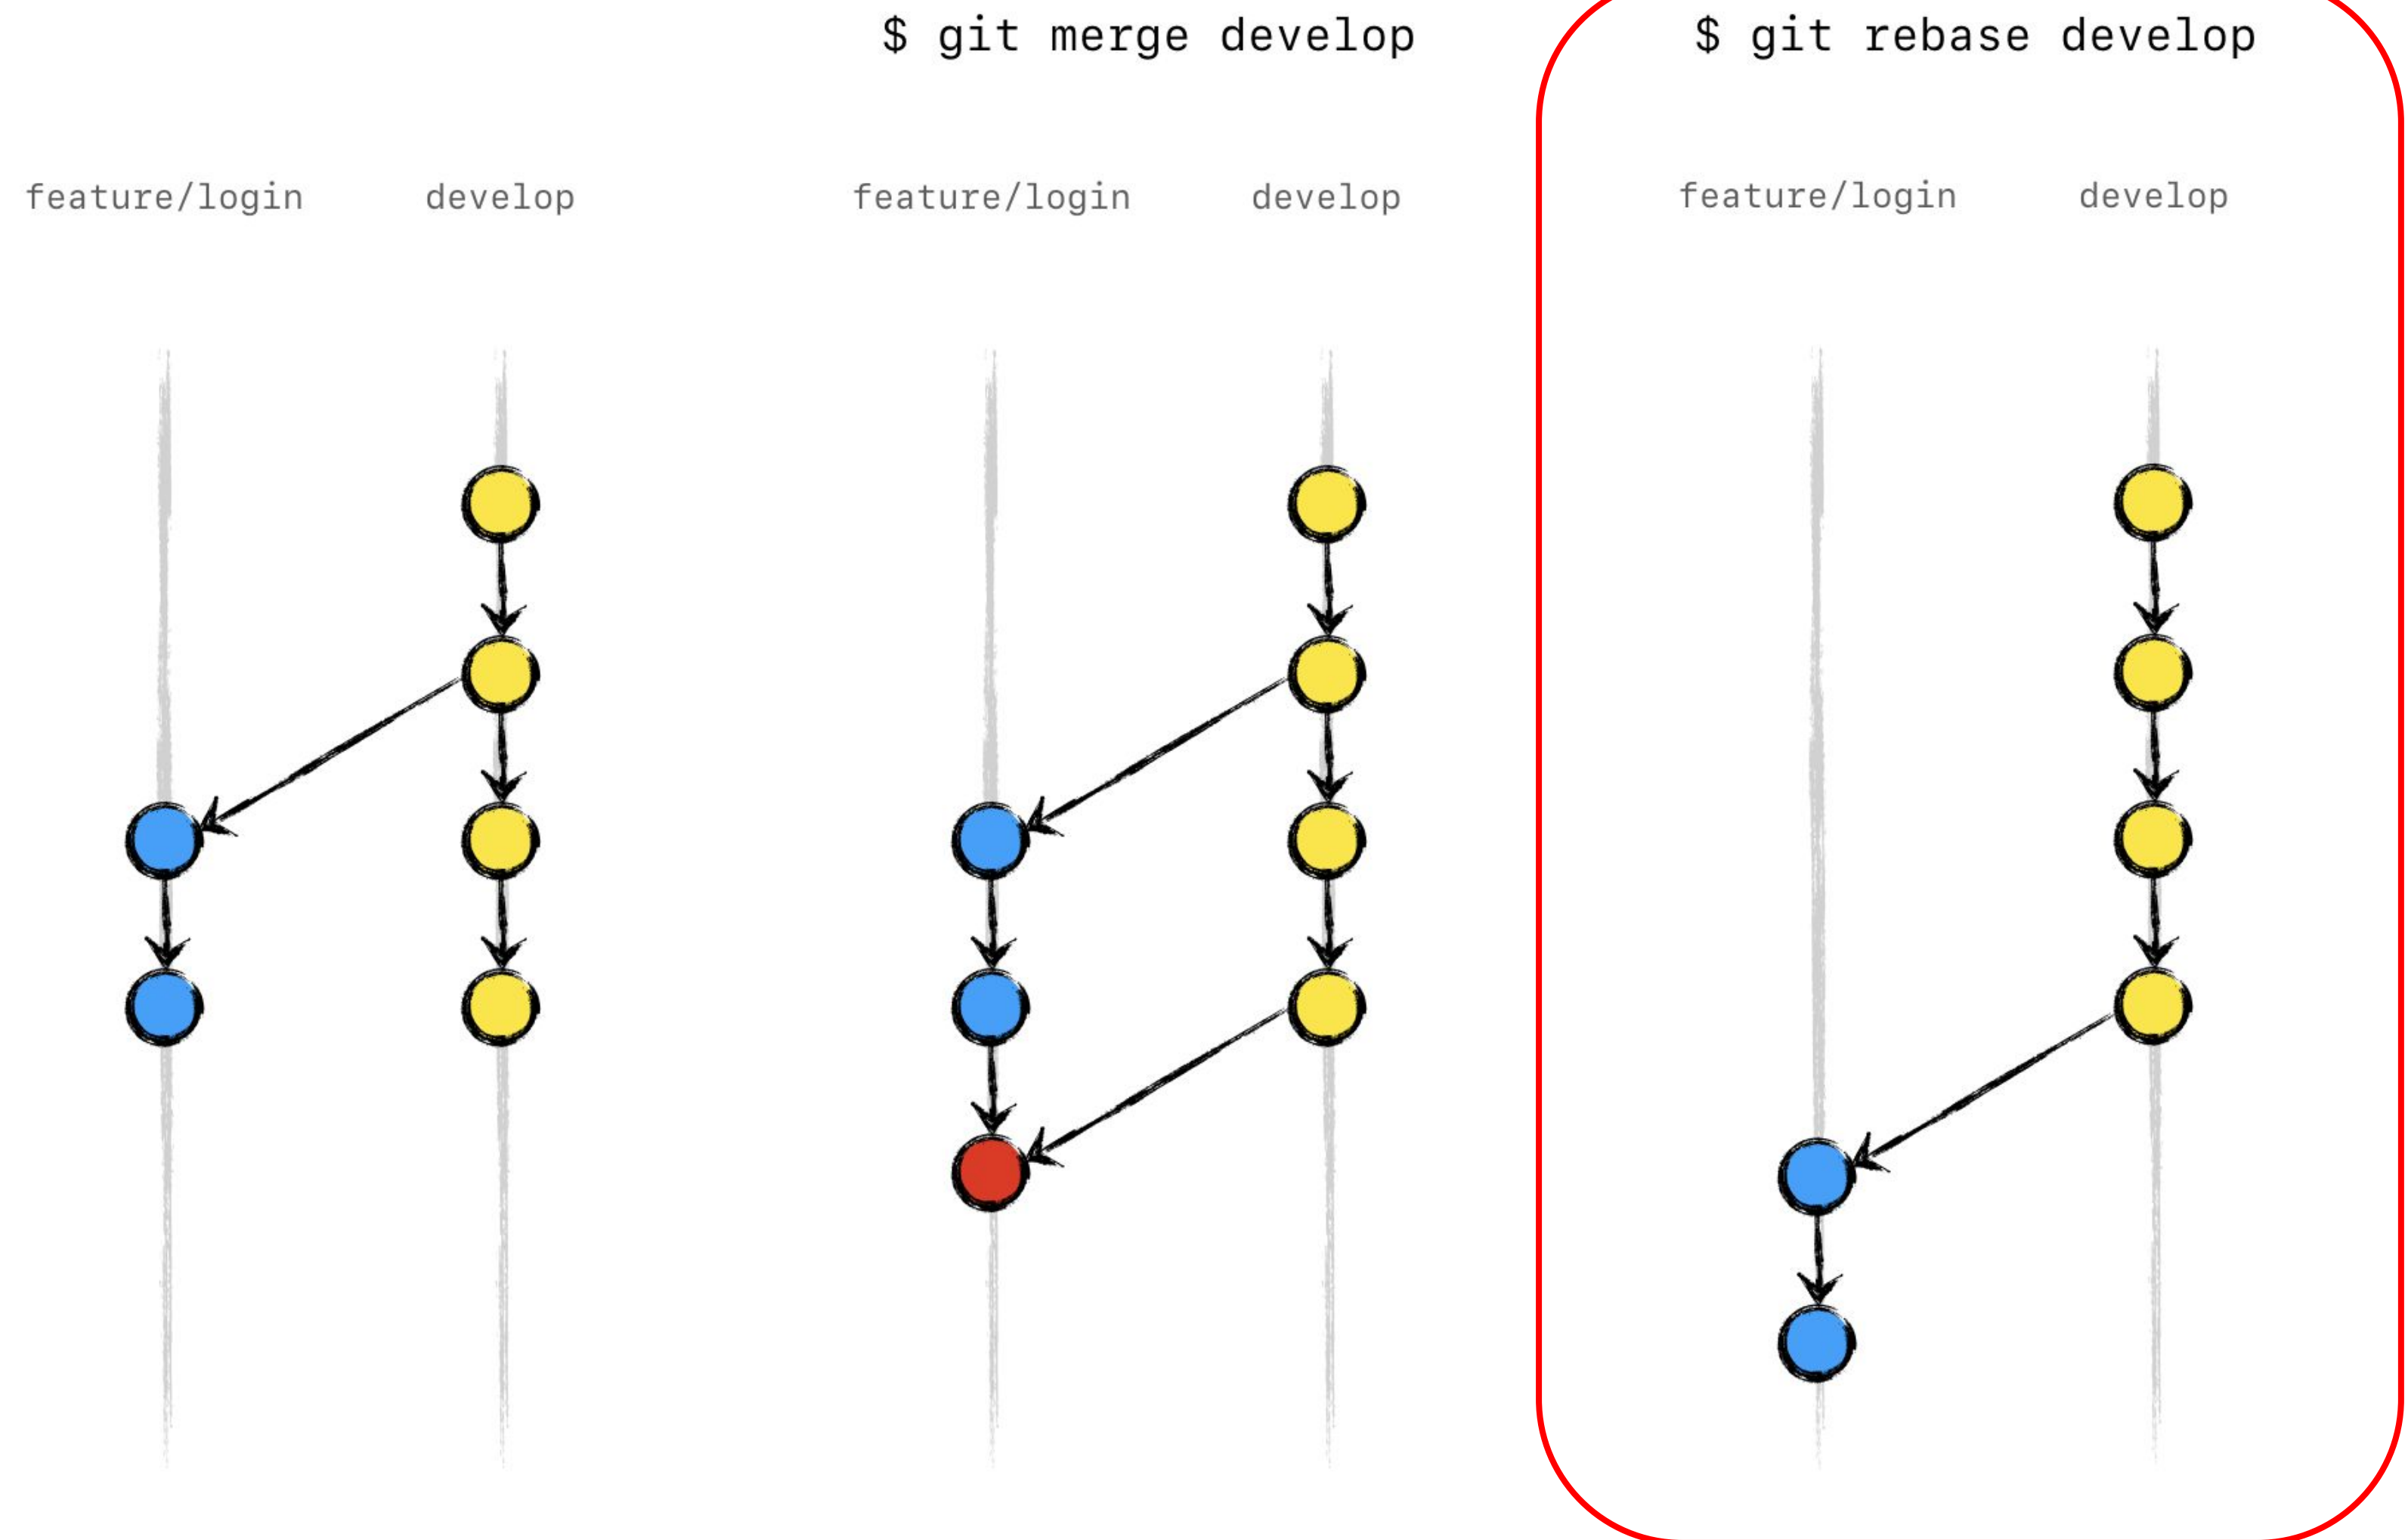 $ git merge develop
$ git rebase develop
feature/login
develop
feature/login
develop
feature/login
develop